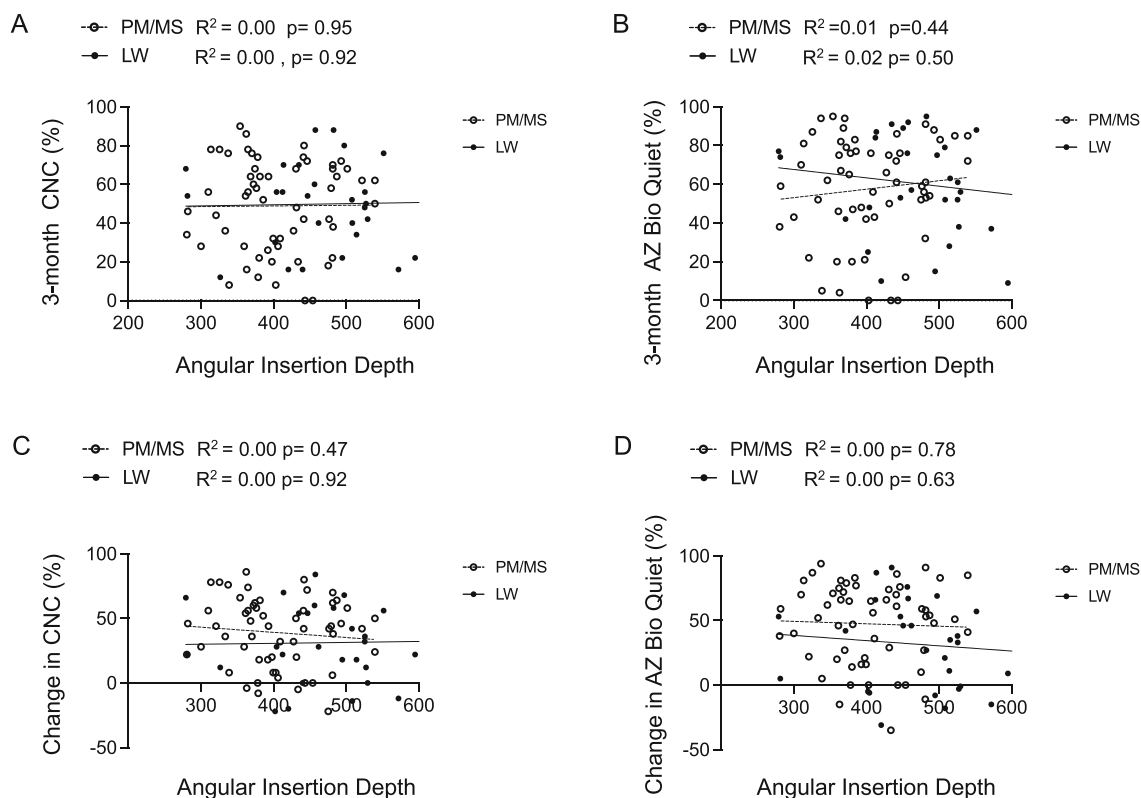 A
PM/MS R² = 0.00 p= 0.95
LW R² = 0.00 , p= 0.92
3-month CNC (%)
100
80
60
40
20
0
200 300 400 500 600
Angular Insertion Depth
PM/MS
LW
B
PM/MS R² =0.01 p=0.44
LW R² = 0.02 p= 0.50
3-month AZ Bio Quiet (%)
100
80
60
40
20
0
200 300 400 500 600
Angular Insertion Depth
PM/MS
LW
C
PM/MS R² = 0.00 p= 0.47
LW R² = 0.00 p= 0.92
Change in CNC (%)
100
50
0
-50
300 400 500 600
Angular Insertion Depth
PM/MS
LW
D
PM/MS R² = 0.00 p= 0.78
LW R² = 0.00 p= 0.63
Change in AZ Bio Quiet (%)
100
50
0
-50
300 400 500 600
Angular Insertion Depth
PM/MS
LW